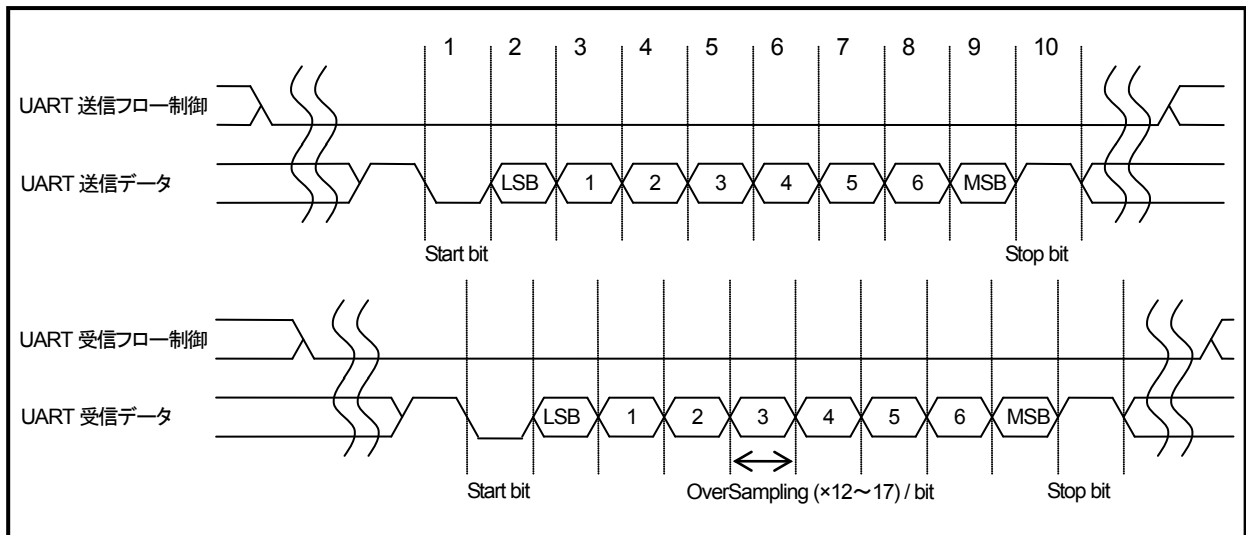 1 2 3 4 5 6 7 8 9 10
UART 送信フロー制御
UART 送信データ
LSB 1 2 3 4 5 6 MSB
Start bit Stop bit
UART 受信フロー制御
UART 受信データ
LSB 1 2 3 4 5 6 MSB
Start bit OverSampling (×12～17) / bit Stop bit